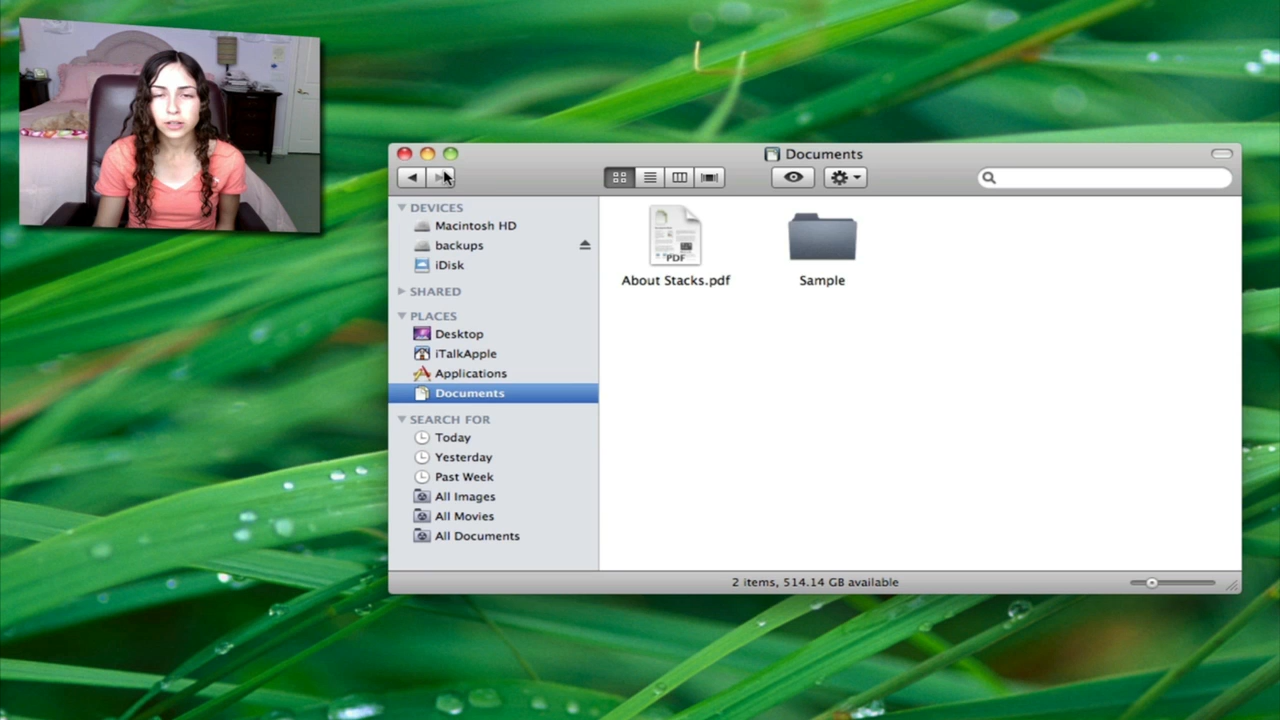 Documents
DEVICES
Macintosh HD
backups
iDisk
SHARED
PLACES
Desktop
iTalkApple
Applications
Documents
SEARCH FOR
Today
Yesterday
Past Week
All Images
All Movies
All Documents
PDF
About Stacks.pdf
Sample
2 items, 514.14 GB available